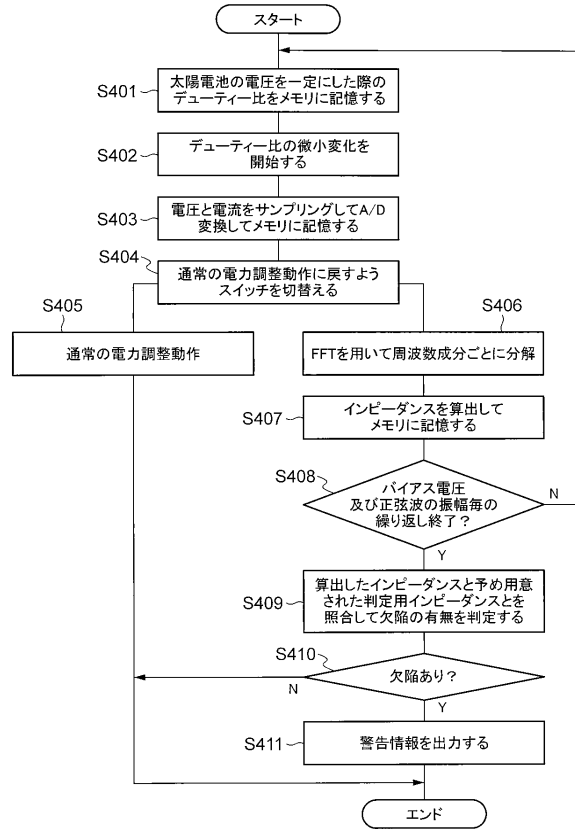 スタート
S401
太陽電池の電圧を一定にした際の
デューティー比をメモリに記憶する
S402
デューティー比の微小変化を
開始する
S403
電圧と電流をサンプリングしてA/D
変換してメモリに記憶する
S404
通常の電力調整動作に戻すよう
スイッチを切替える
S405
通常の電力調整動作
S406
FFTを用いて周波数成分ごとに分解
S407
インピーダンスを算出して
メモリに記憶する
S408
バイアス電圧
及び正弦波の振幅毎の
繰り返し終了?
N
Y
S409
算出したインピーダンスと予め用意
された判定用インピーダンスとを
照合して欠陥の有無を判定する
S410
欠陥あり?
N
Y
S411
警告情報を出力する
エンド